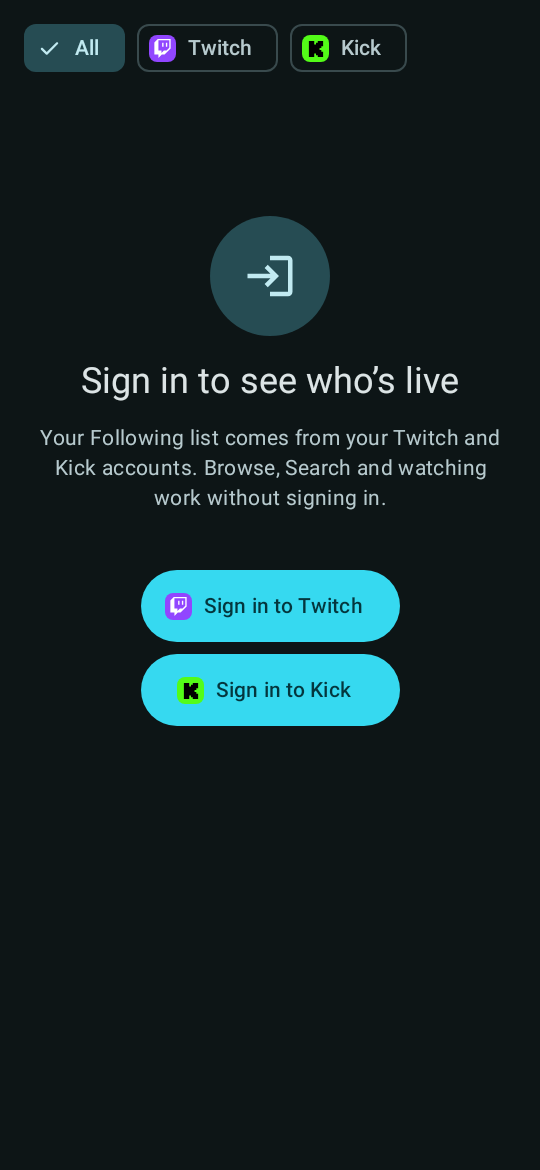 All
Twitch
Kick
Sign in to see who’s live
Your Following list comes from your Twitch and
Kick accounts. Browse, Search and watching
work without signing in.
Sign in to Twitch
Sign in to Kick